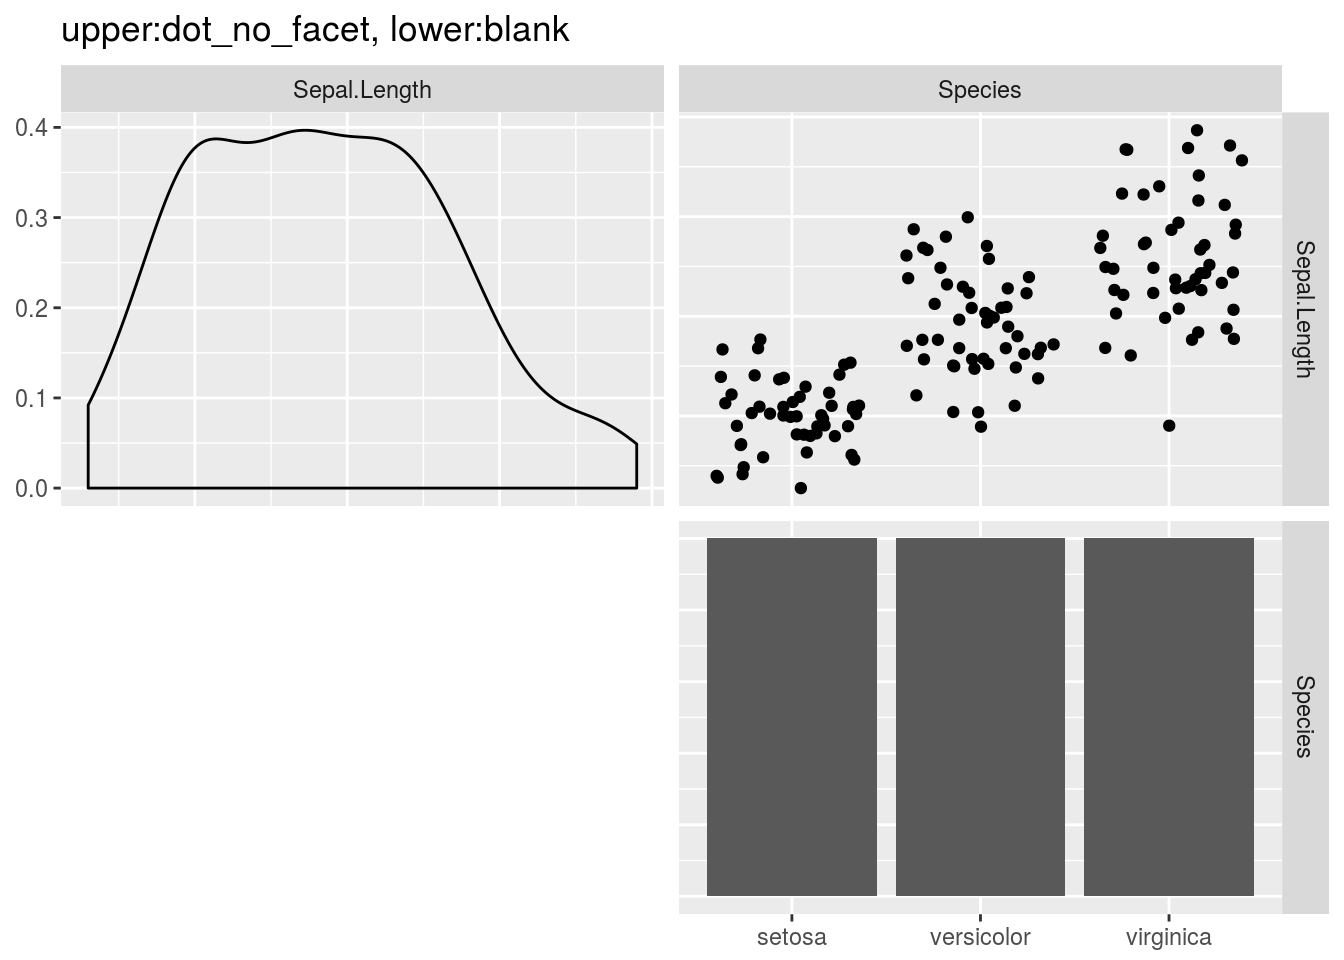 upper:dot_no_facet, lower:blank
Sepal.Length
Species
0.4
0.3
0.2
0.1
0.0
Sepal.Length
Species
setosa
versicolor
virginica